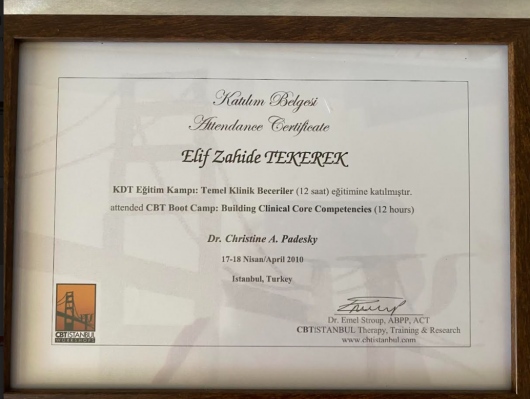 Katılım Belgesi
Attendance Certificate
Elif Zahide TEKEREK
KDT Eğitim Kampı: Temel Klinik Beceriler (12 saat) eğitimine katılmıştır.
attended CBT Boot Camp: Building Clinical Core Competencies (12 hours)
Dr. Christine A. Padesky
17-18 Nisan/April 2010
Istanbul, Turkey
Dr. Emel Stroup, ABPP, ACT
CBTISTANBUL Therapy, Training & Research
www.cbtistanbul.com
CBTISTANBUL
WORKSHOPS